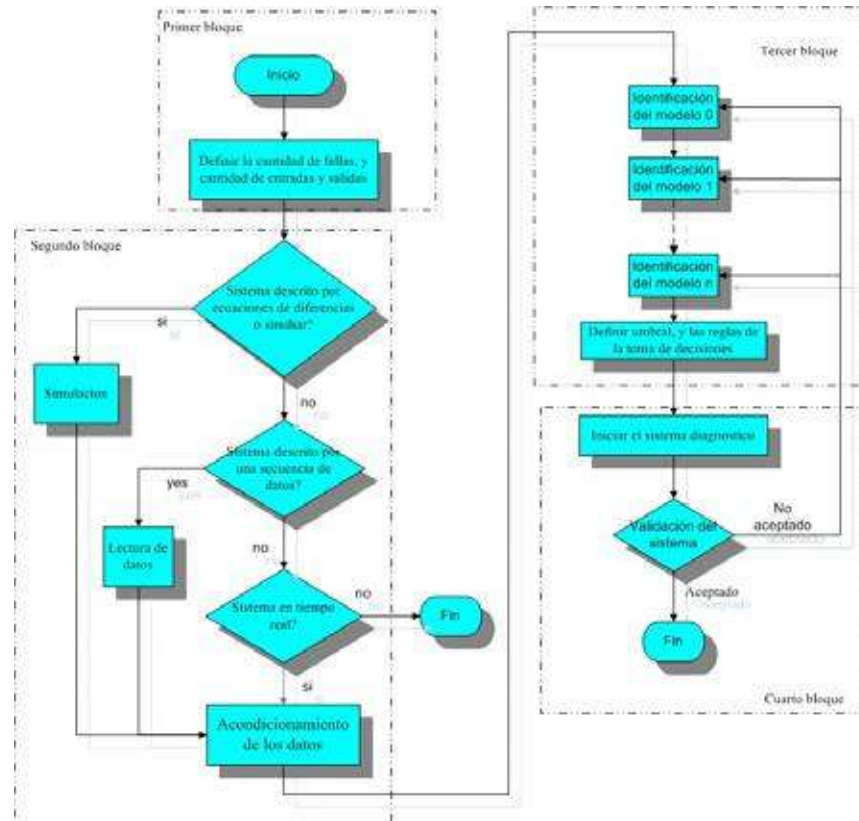 Primer bloque
Inicio
Definir la cantidad de fallas, y
cantidad de entradas y salidas
Segundo bloque
Sistema descrito por
ecuaciones de diferencias
o similiar?
si
Simulacion
no
Sistema descrito por
una secuencia de
datos?
yes
Lectura de
datos
no
Sistema en tiempo
real?
no
Fin
si
Acondicionamiento
de los datos
Tercer bloque
Identificación
del modelo 0
Identificación
del modelo 1
Identificación
del modelo n
Definir umbral, y las reglas de
la toma de decisiones
Iniciar el sistema diagnostico
Validación del
sistema
No
aceptado
Aceptado
Fin
Cuarto bloque